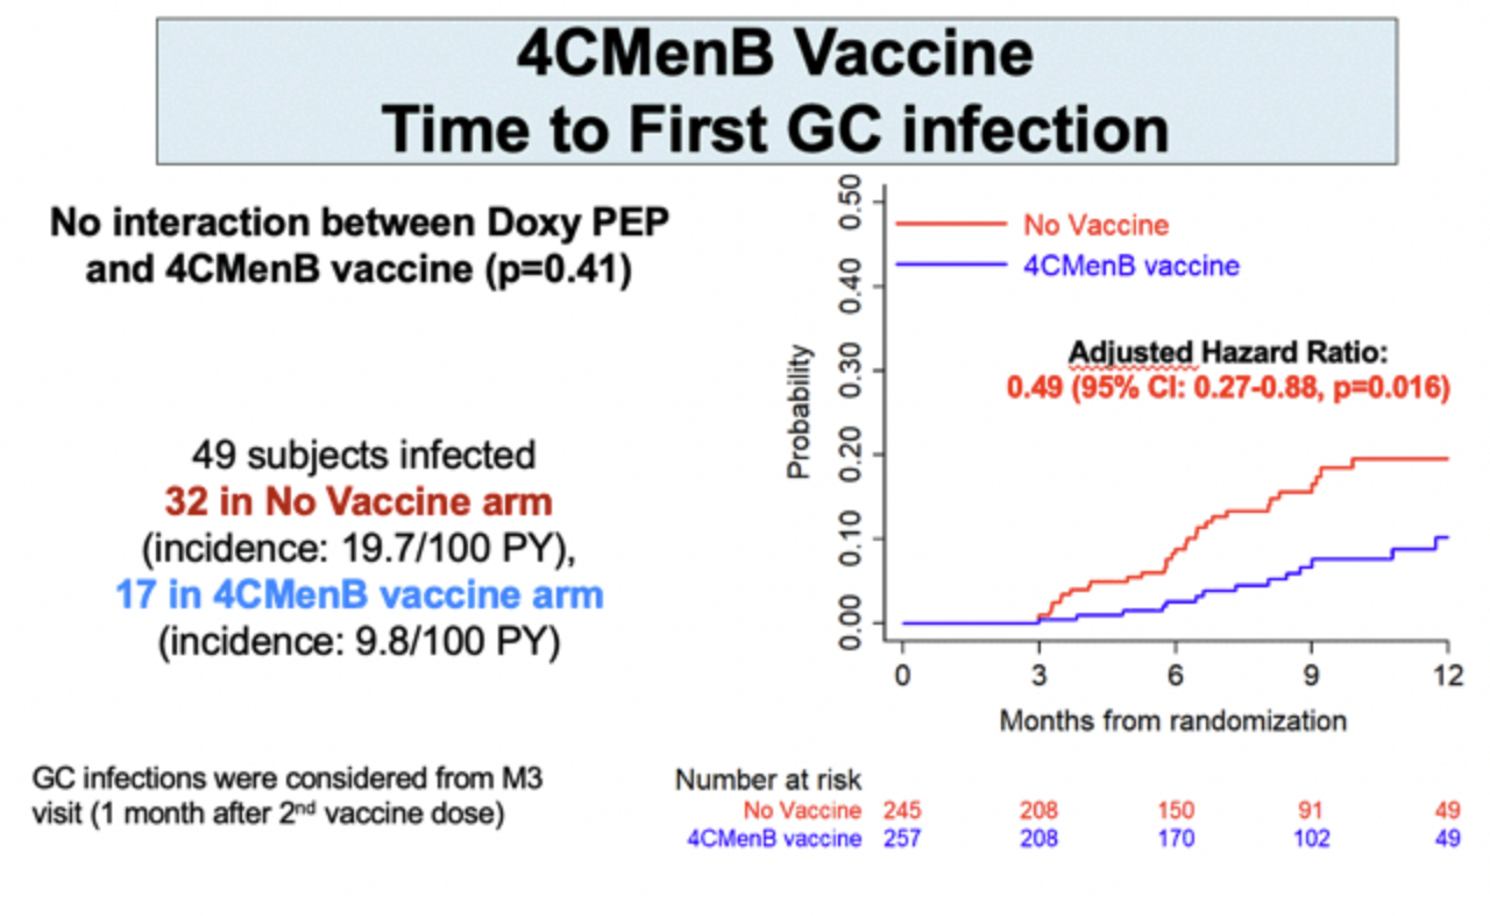 4CMenB Vaccine
Time to First GC infection
No interaction between Doxy PEP
and 4CMenB vaccine (p=0.41)
49 subjects infected
32 in No Vaccine arm
(incidence: 19.7/100 PY),
17 in 4CMenB vaccine arm
(incidence: 9.8/100 PY)
GC infections were considered from M3
visit (1 month after 2nd vaccine dose)
No Vaccine
4CMenB vaccine
Adjusted Hazard Ratio:
0.49 (95% CI: 0.27-0.88, p=0.016)
Probability
0.50
0.40
0.30
0.20
0.10
0.00
0 3 6 9 12
Months from randomization
Number at risk
No Vaccine 245 208 150 91 49
4CMenB vaccine 257 208 170 102 49